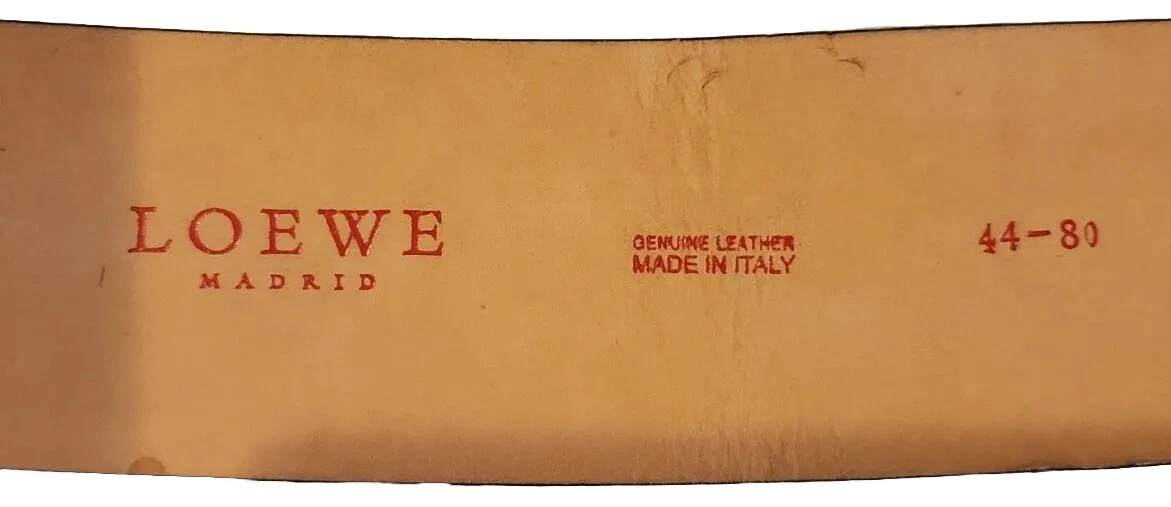 LOEWE
MADRID
GENUINE LEATHER
MADE IN ITALY
44-80